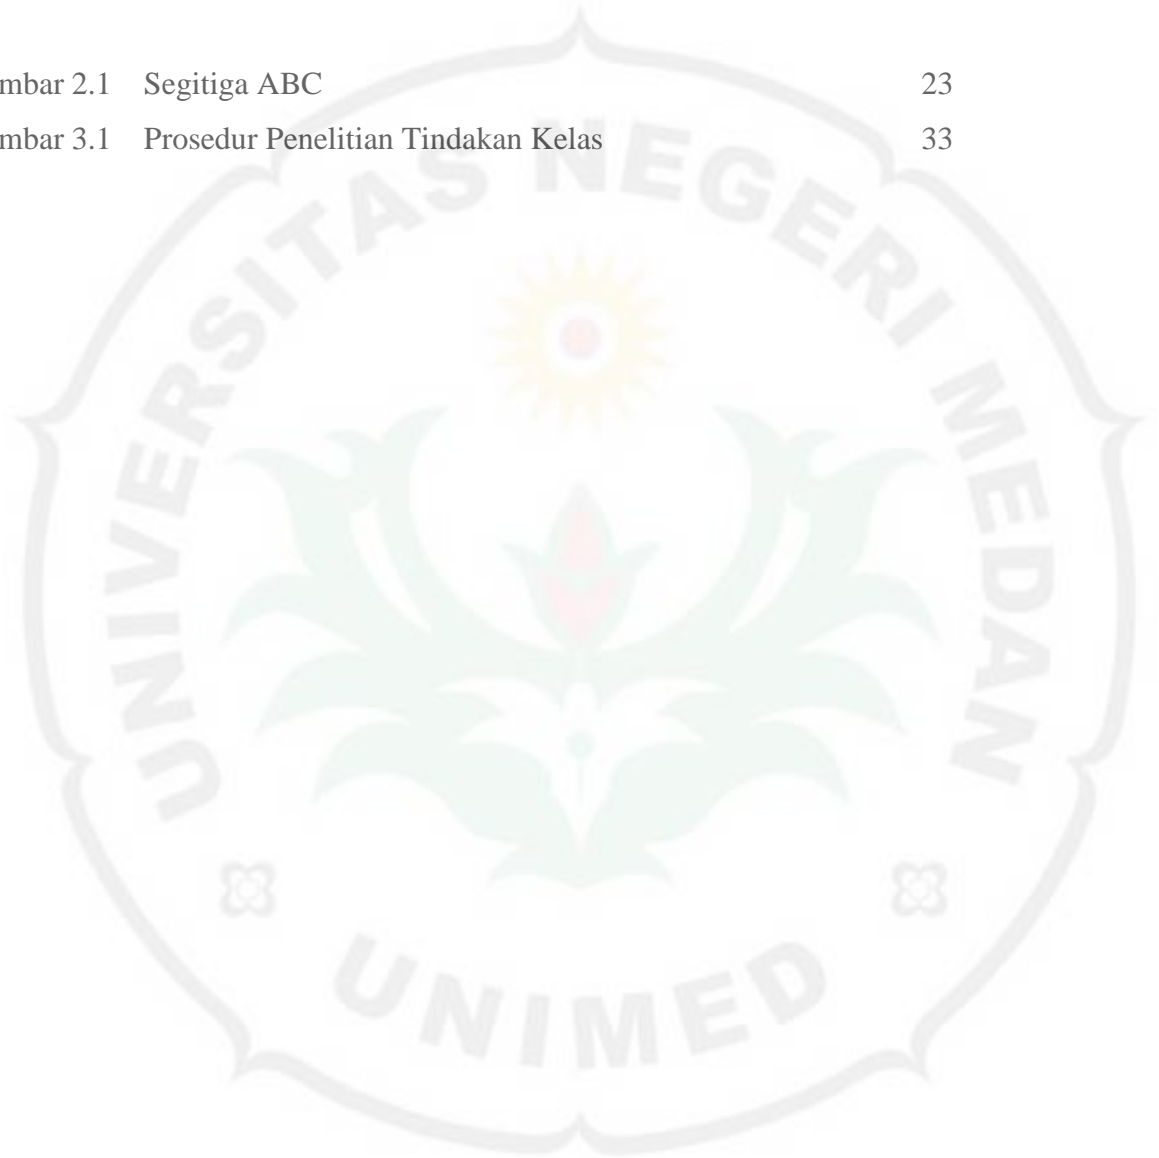 mbar 2.1 Segitiga ABC 23
mbar 3.1 Prosedur Penelitian Tindakan Kelas 33
UNIVERSITAS NEGERI MEDAN
UNIMED